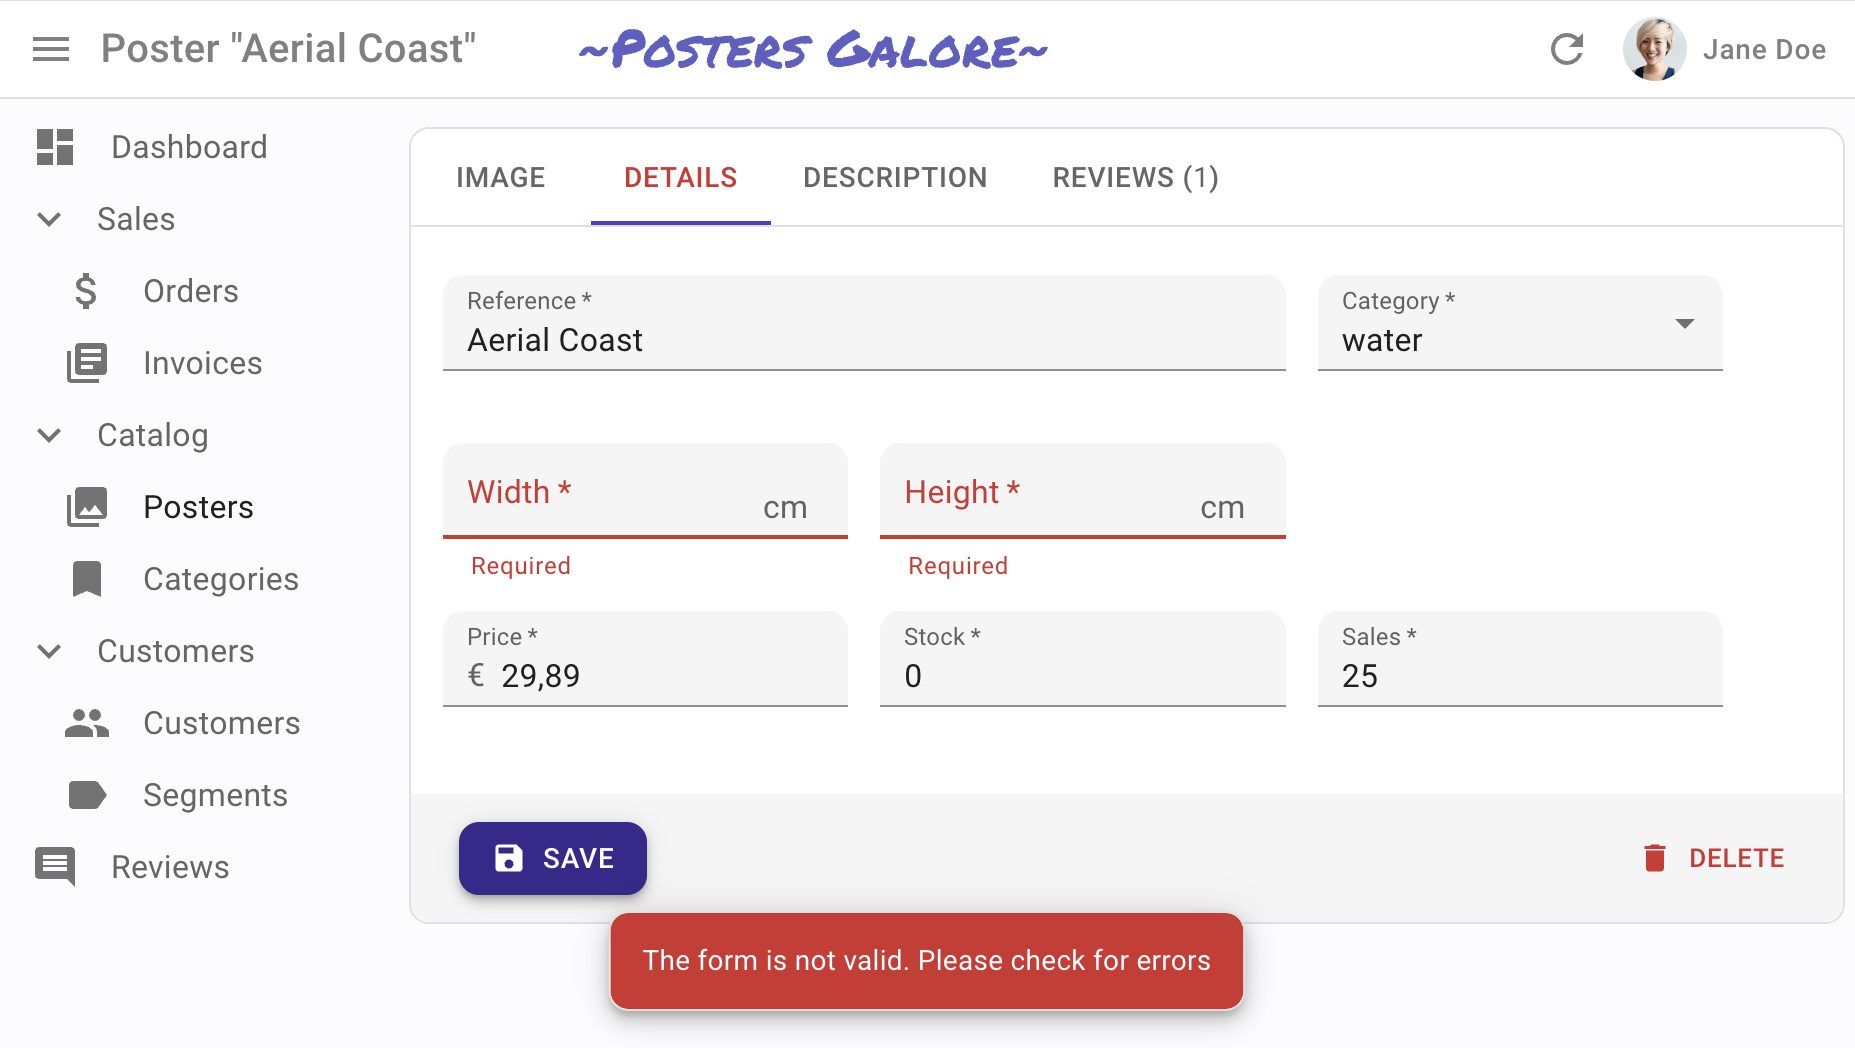 Poster "Aerial Coast"
~Posters Galore~
Jane Doe
Dashboard
Sales
Orders
Invoices
Catalog
Posters
Categories
Customers
Customers
Segments
Reviews
IMAGE DETAILS DESCRIPTION REVIEWS (1)
Reference * Category *
Aerial Coast water
Width * cm Height * cm
Required Required
Price * Stock * Sales *
€ 29,89 0 25
SAVE DELETE
The form is not valid. Please check for errors